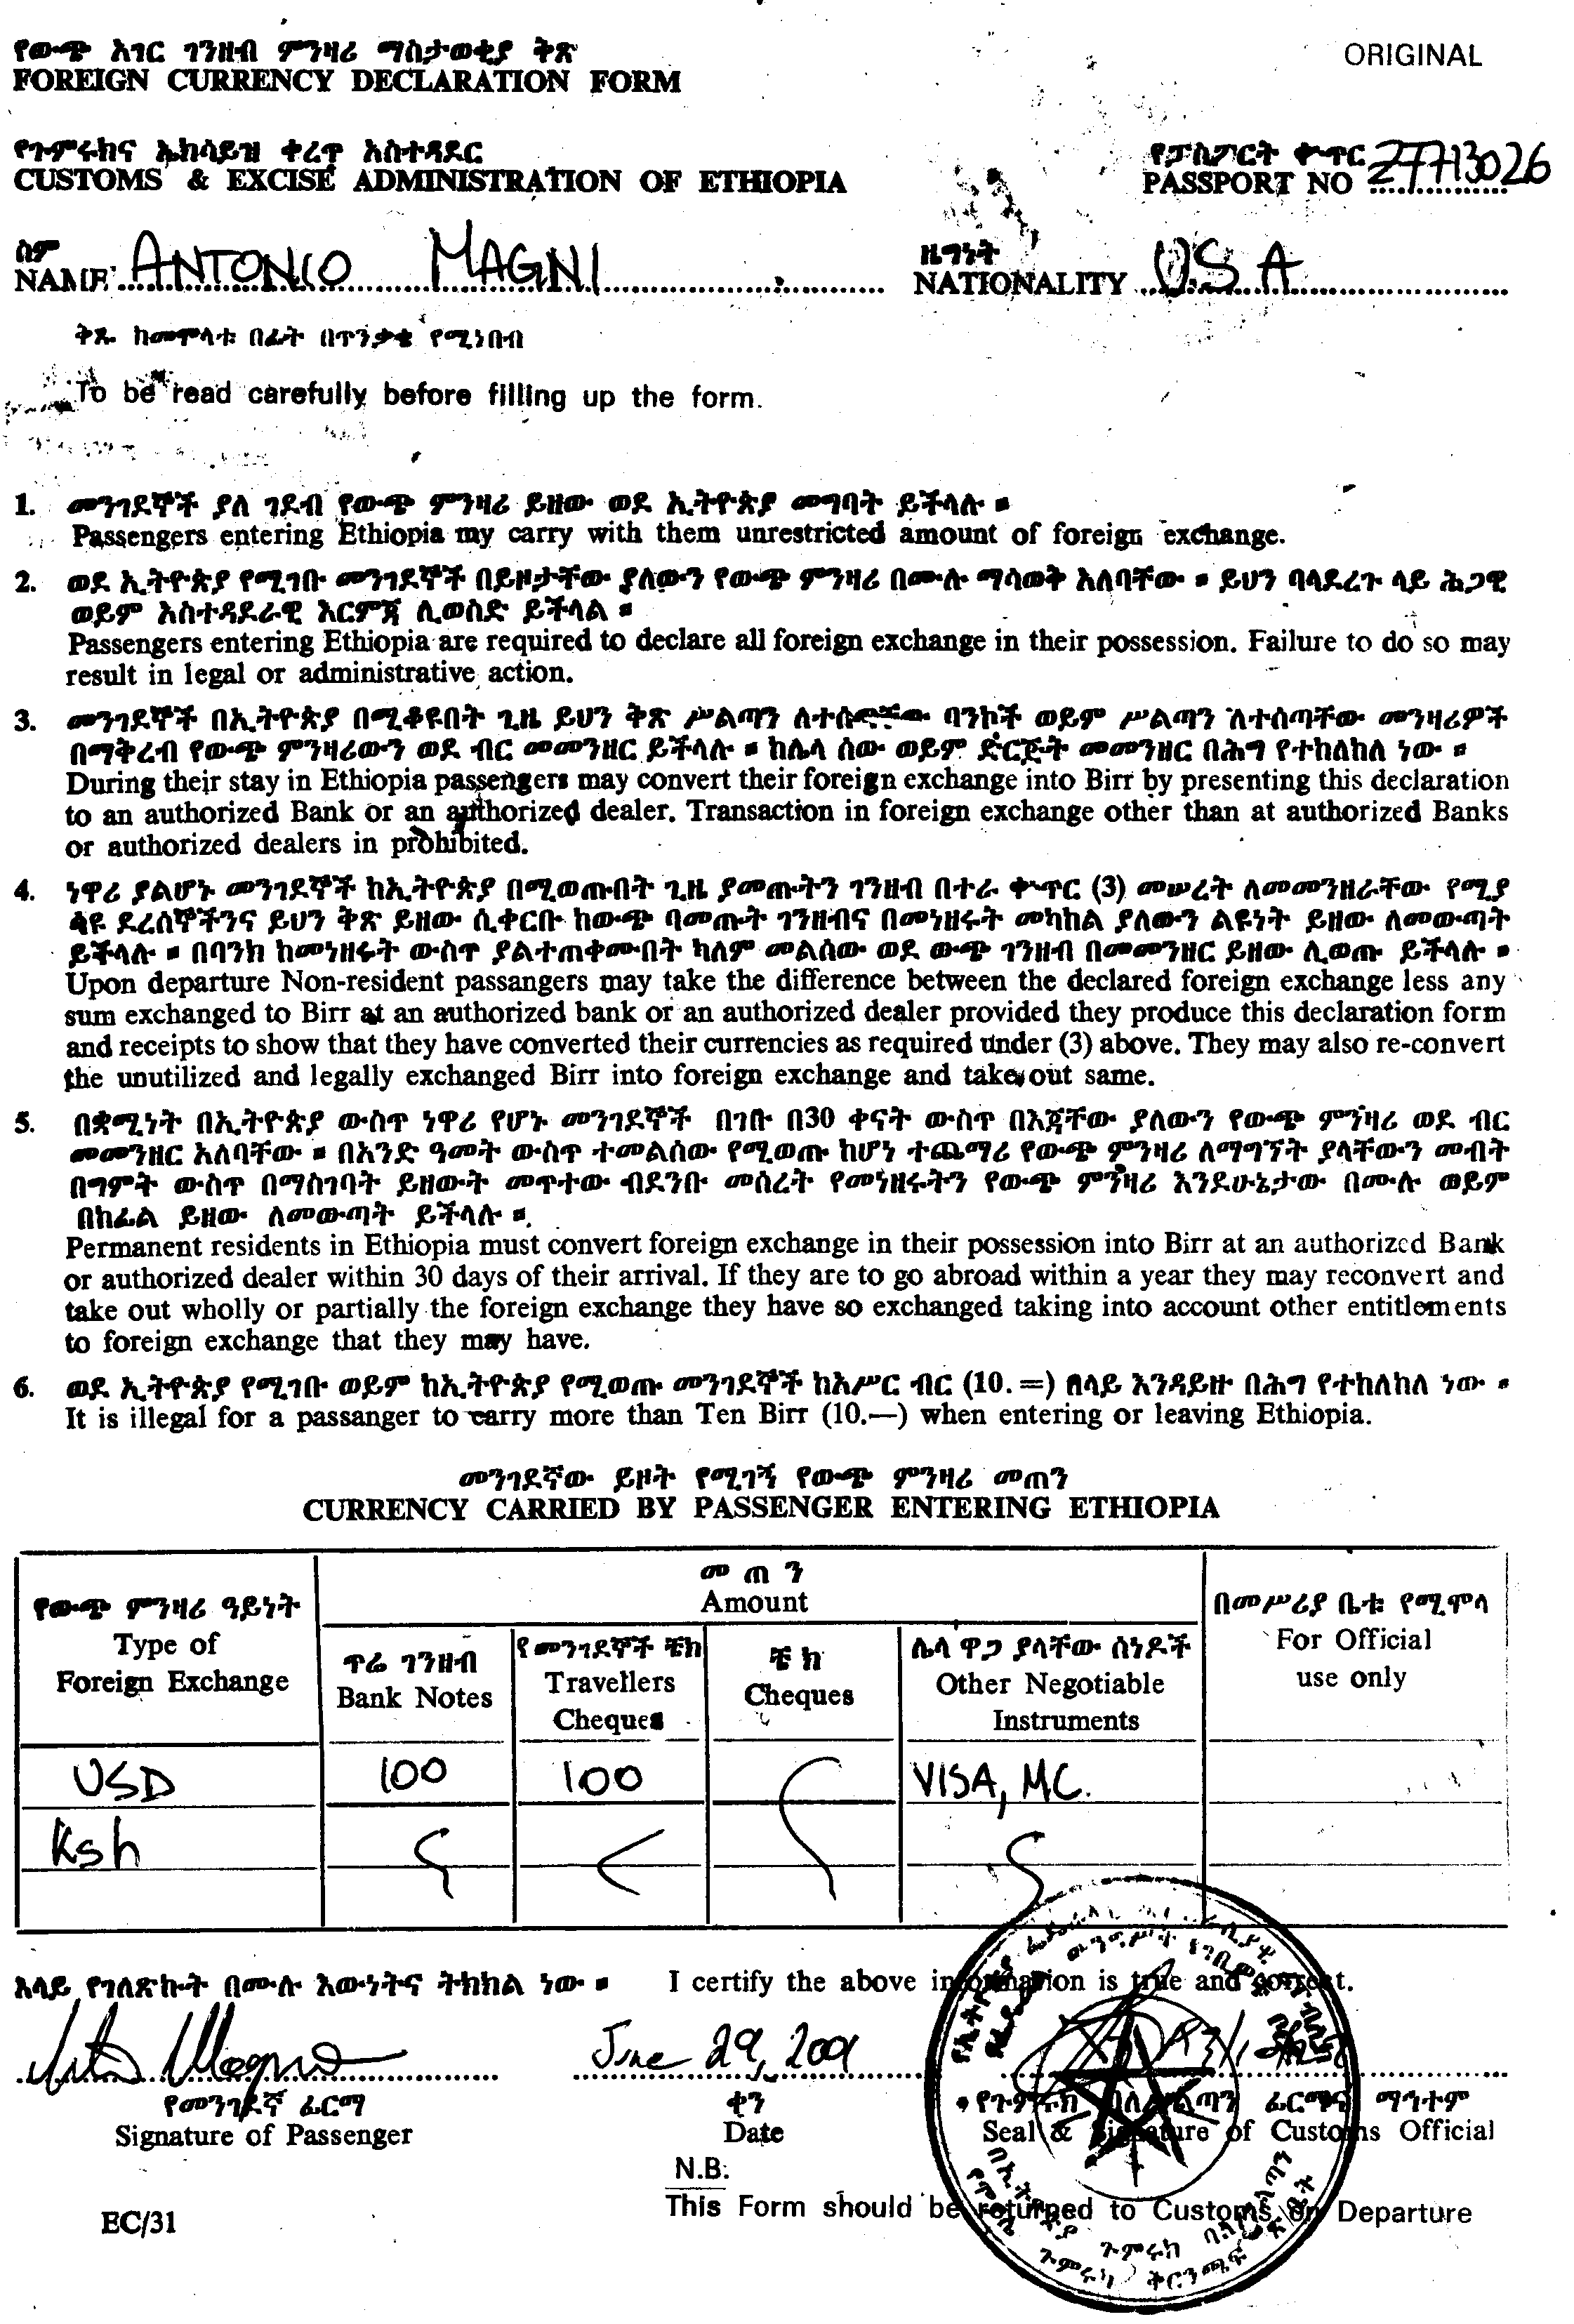 የውጭ አገር ገንዘብ ምንዛሪ ማስታወቂያ ቅጽ
ORIGINAL
FOREIGN CURRENCY DECLARATION FORM
የጉምሩክና ኤክሳይዝ ቀረጥ አስተዳደር
CUSTOMS & EXCISE ADMINISTRATION OF ETHIOPIA
የፓስፖርት ቍጥር
PASSPORT NO
ስም
NAME ANTONIO MAGNI
ዜግነት
NATIONALITY USA
ቅጹ ከመሞላቱ በፊት በጥንቃቄ የሚነበብ
To be read carefully before filling up the form.
1. መንገደኞች ያለ ገደብ የውጭ ምንዛሪ ይዘው ወደ ኢትዮጵያ መግባት ይችላሉ ።
Passengers entering Ethiopia my carry with them unrestricted amount of foreign exchange.
2. ወደ ኢትዮጵያ የሚገቡ መንገደኞች በይዞታቸው ያለውን የውጭ ምንዛሪ በሙሉ ማሳወቅ አለባቸው ። ይህን ባላደረጉ ላይ ሕጋዊ
ወይም አስተዳደራዊ እርምጃ ሊወስድ ይችላል ።
Passengers entering Ethiopia are required to declare all foreign exchange in their possession. Failure to do so may
result in legal or administrative action.
3. መንገደኞች በኢትዮጵያ በሚቆዩበት ጊዜ ይህን ቅጽ ሥልጣን ለተሰጣቸው ባንኮች ወይም ሥልጣን ለተሰጣቸው መንዛሪዎች
በማቅረብ የውጭ ምንዛሪውን ወደ ብር መመንዘር ይችላሉ ። ከሌላ ሰው ወይም ድርጅት መመንዘር በሕግ የተከለከለ ነው ።
During their stay in Ethiopia passengers may convert their foreign exchange into Birr by presenting this declaration
to an authorized Bank or an authorized dealer. Transaction in foreign exchange other than at authorized Banks
or authorized dealers in prohibited.
4. ነዋሪ ያልሆኑ መንገደኞች ከኢትዮጵያ በሚወጡበት ጊዜ ያመጡትን ገንዘብ በተራ ቍጥር (3) መሠረት ለመመንዘራቸው የሚያ
ሳዩ ደረሰኞችንና ይህን ቅጽ ይዘው ሲቀርቡ ከውጭ ባመጡት ገንዘብና በመነዘሩት መካከል ያለውን ልዩነት ይዘው ለመውጣት
ይችላሉ ። በባንክ ከመነዘሩት ውስጥ ያልተጠቀሙበት ካለም መልሰው ወደ ውጭ ገንዘብ በመመንዘር ይዘው ሊወጡ ይችላሉ ።
Upon departure Non-resident passangers may take the difference between the declared foreign exchange less any
sum exchanged to Birr at an authorized bank or an authorized dealer provided they produce this declaration form
and receipts to show that they have converted their currencies as required under (3) above. They may also re-convert
the unutilized and legally exchanged Birr into foreign exchange and take out same.
5. በቋሚነት በኢትዮጵያ ውስጥ ነዋሪ የሆኑ መንገደኞች በገቡ በ30 ቀናት ውስጥ በእጃቸው ያለውን የውጭ ምንዛሪ ወደ ብር
መመንዘር አለባቸው ። በአንድ ዓመት ውስጥ ተመልሰው የሚወጡ ከሆነ ተጨማሪ የውጭ ምንዛሪ ለማግኘት ያላቸውን መብት
በግምት ውስጥ በማስገባት ይዘውት መጥተው ብደንቡ መሰረት የመነዘሩትን የውጭ ምንዛሪ እንደሁኔታው በሙሉ ወይም
በከፊል ይዘው ለመውጣት ይችላሉ ።
Permanent residents in Ethiopia must convert foreign exchange in their possession into Birr at an authorized Bank
or authorized dealer within 30 days of their arrival. If they are to go abroad within a year they may reconvert and
take out wholly or partially the foreign exchange they have so exchanged taking into account other entitlements
to foreign exchange that they may have.
6. ወደ ኢትዮጵያ የሚገቡ ወይም ከኢትዮጵያ የሚወጡ መንገደኞች ከአሥር ብር (10.=) በላይ እንዳይዙ በሕግ የተከለከለ ነው ።
It is illegal for a passanger to carry more than Ten Birr (10.—) when entering or leaving Ethiopia.
መንገደኛው ይዞት የሚገኝ የውጭ ምንዛሪ መጠን
CURRENCY CARRIED BY PASSENGER ENTERING ETHIOPIA
የውጭ ምንዛሪ ዓይነት
Type of
Foreign Exchange
መጠን
Amount
በመሥሪያ ቤቱ የሚሞላ
For Official
use only
ጥሬ ገንዘብ
Bank Notes
የመንገደኞች ቼክ
Travellers
Cheques
ቼክ
Cheques
ሌላ ዋጋ ያላቸው ሰነዶች
Other Negotiable
Instruments
USD 100 100 VISA, MC.
Ksh
እላይ የገለጽኩት በሙሉ እውነትና ትክክል ነው ።
I certify the above information is true and correct.
June 29, 2001
የመንገደኛ ፊርማ
Signature of Passenger
ቀን
Date
የጉምሩክ ባለሥልጣን ፊርማና ማኅተም
Seal & Signature of Customs Official
N.B:
This Form should be returned to Customs on Departure
EC/31